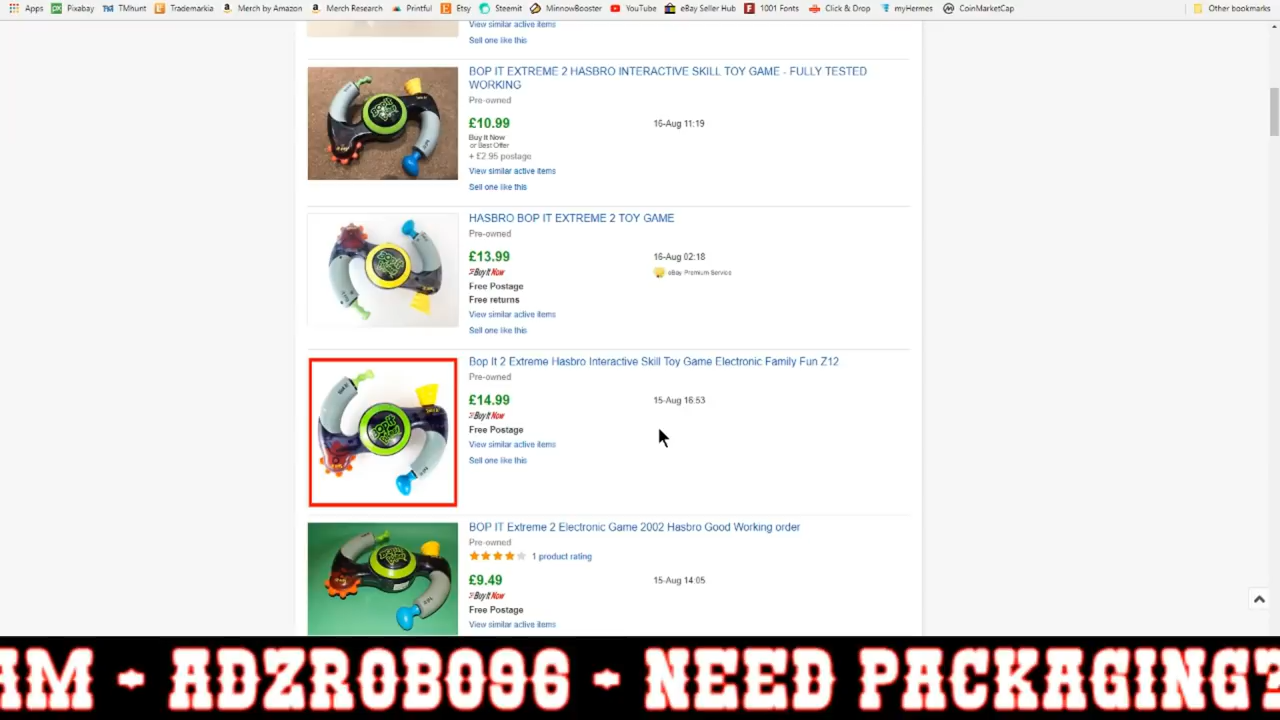 Apps Pixabay TMhunt Trademarkia Merch by Amazon Merch Research Printful Etsy Steemit MinnowBooster YouTube eBay Seller Hub 1001 Fonts Click & Drop myHermes CoinMarketCap Other bookmarks
View similar active items
Sell one like this
BOP IT EXTREME 2 HASBRO INTERACTIVE SKILL TOY GAME - FULLY TESTED
WORKING
Pre-owned
£10.99 16-Aug 11:19
Buy It Now
or Best Offer
+ £2.95 postage
View similar active items
Sell one like this
HASBRO BOP IT EXTREME 2 TOY GAME
Pre-owned
£13.99 16-Aug 02:18
Buy It Now eBay Premium Service
Free Postage
Free returns
View similar active items
Sell one like this
Bop It 2 Extreme Hasbro Interactive Skill Toy Game Electronic Family Fun Z12
Pre-owned
£14.99 15-Aug 16:53
Buy It Now
Free Postage
View similar active items
Sell one like this
BOP IT Extreme 2 Electronic Game 2002 Hasbro Good Working order
Pre-owned
1 product rating
£9.49 15-Aug 14:05
Buy It Now
Free Postage
View similar active items
AM - ADZROBO96 - NEED PACKAGING?